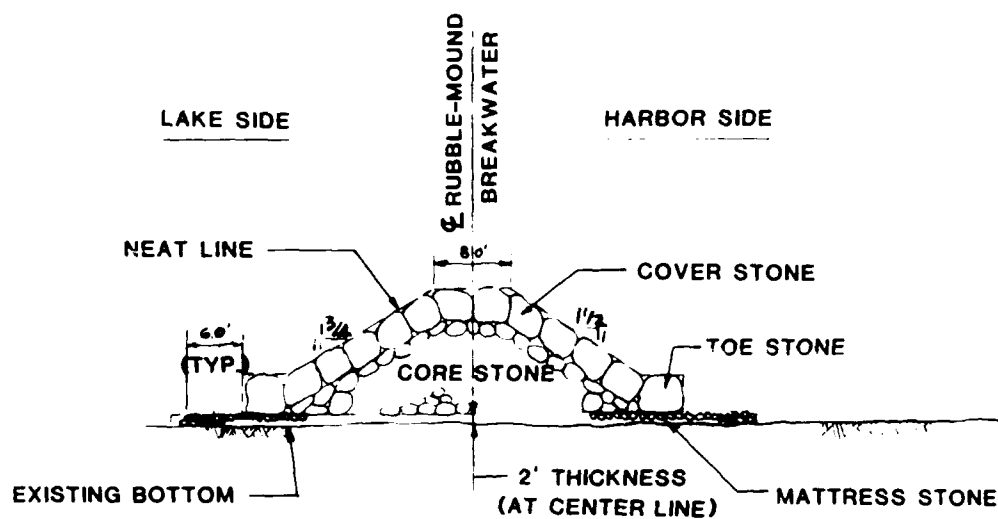 ℄ RUBBLE-MOUND
BREAKWATER
LAKE SIDE
HARBOR SIDE
NEAT LINE
8.0'
COVER STONE
6.0'
(TYP.)
1 3/4
1
1 1/2
1
TOE STONE
CORE STONE
EXISTING BOTTOM
2' THICKNESS
(AT CENTER LINE)
MATTRESS STONE